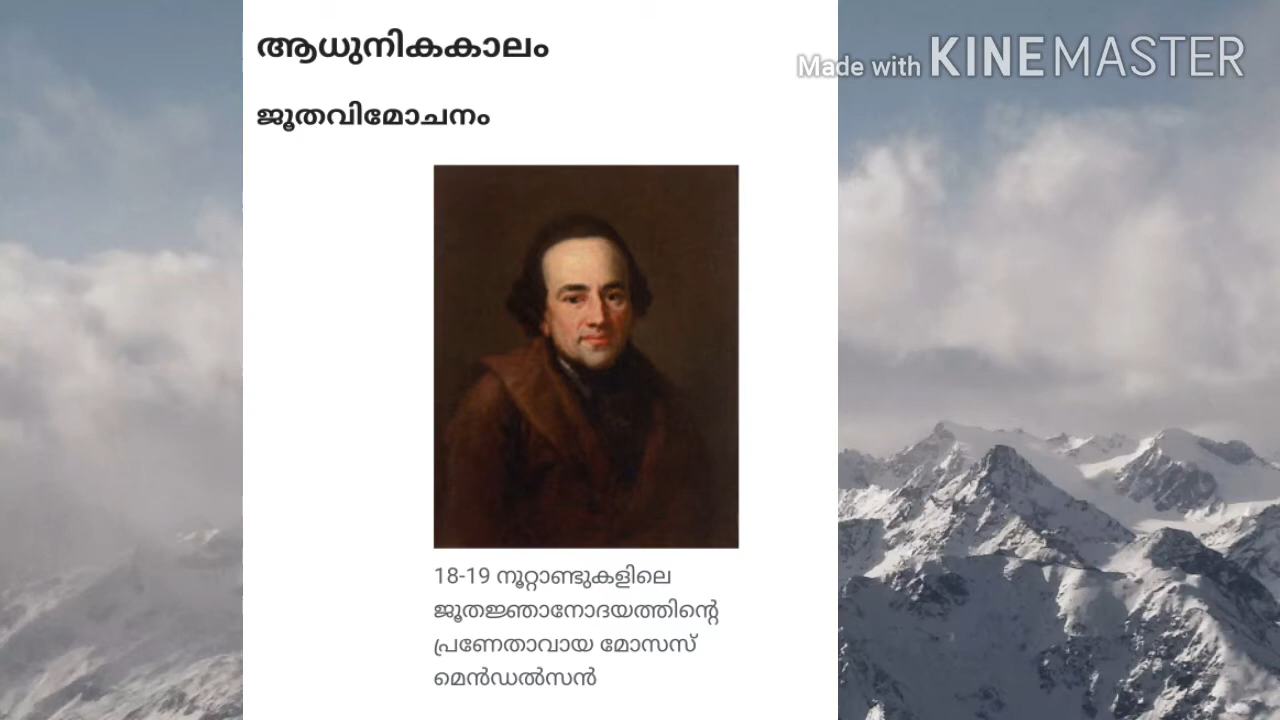 ആധുനികകാലം
Made with KINEMASTER
ജൂതവിമോചനം
18-19 നൂറ്റാണ്ടുകളിലെ
ജൂതജ്ഞാനോദയത്തിന്റെ
പ്രണേതാവായ മോസസ്
മെൻഡൽസൻ